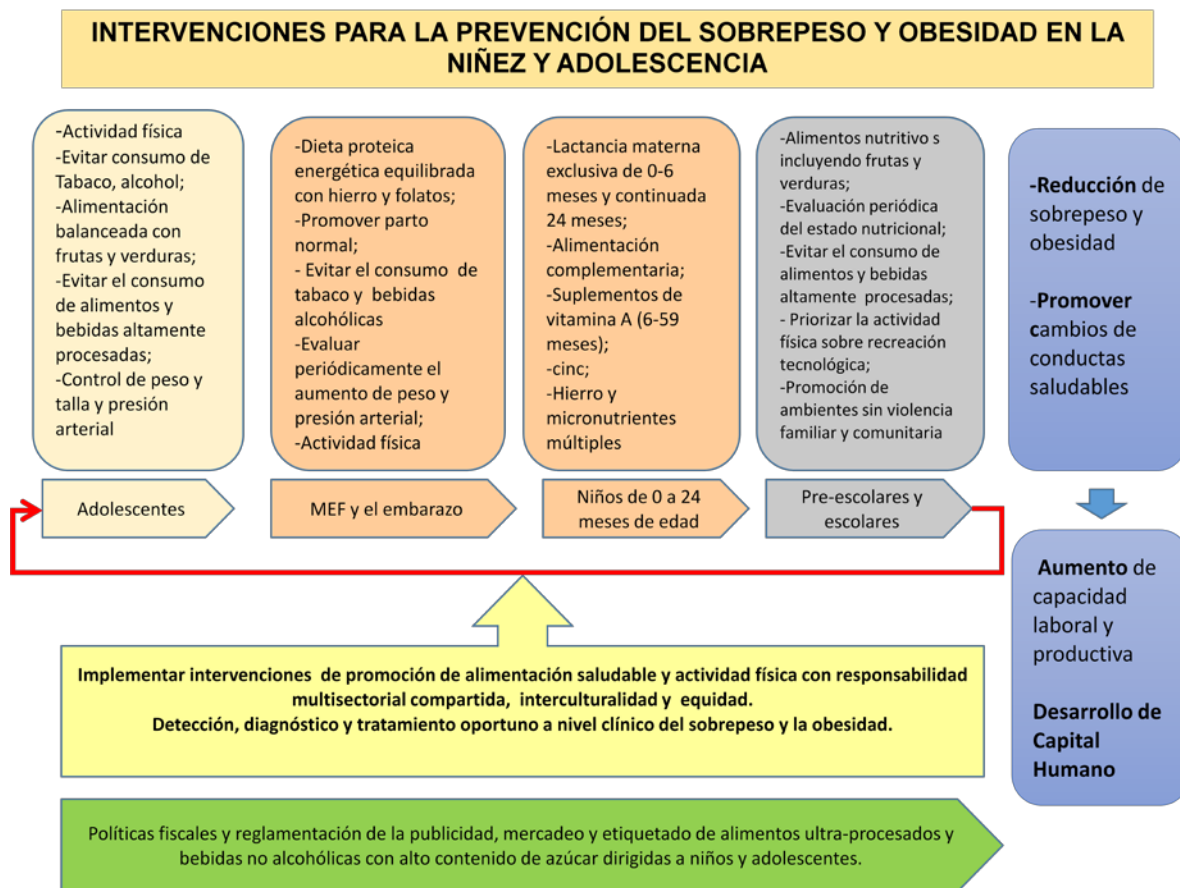 INTERVENCIONES PARA LA PREVENCIÓN DEL SOBREPESO Y OBESIDAD EN LA
NIÑEZ Y ADOLESCENCIA
-Actividad física
-Evitar consumo de
Tabaco, alcohol;
-Alimentación
balanceada con
frutas y verduras;
-Evitar el consumo
de alimentos y
bebidas altamente
procesadas;
-Control de peso y
talla y presión
arterial
-Dieta proteica
energética equilibrada
con hierro y folatos;
-Promover parto
normal;
- Evitar el consumo de
tabaco y bebidas
alcohólicas
-Evaluar
periódicamente el
aumento de peso y
presión arterial;
-Actividad física
-Lactancia materna
exclusiva de 0-6
meses y continuada
24 meses;
-Alimentación
complementaria;
-Suplementos de
vitamina A (6-59
meses);
-cinc;
-Hierro y
micronutrientes
múltiples
-Alimentos nutritivo s
incluyendo frutas y
verduras;
-Evaluación periódica
del estado nutricional;
-Evitar el consumo de
alimentos y bebidas
altamente procesadas;
- Priorizar la actividad
física sobre recreación
tecnológica;
-Promoción de
ambientes sin violencia
familiar y comunitaria
-Reducción de
sobrepeso y
obesidad
-Promover
cambios de
conductas
saludables
Adolescentes
MEF y el embarazo
Niños de 0 a 24
meses de edad
Pre-escolares y
escolares
Aumento de
capacidad
laboral y
productiva
Desarrollo de
Capital
Humano
Implementar intervenciones de promoción de alimentación saludable y actividad física con responsabilidad
multisectorial compartida, interculturalidad y equidad.
Detección, diagnóstico y tratamiento oportuno a nivel clínico del sobrepeso y la obesidad.
Políticas fiscales y reglamentación de la publicidad, mercadeo y etiquetado de alimentos ultra-procesados y
bebidas no alcohólicas con alto contenido de azúcar dirigidas a niños y adolescentes.